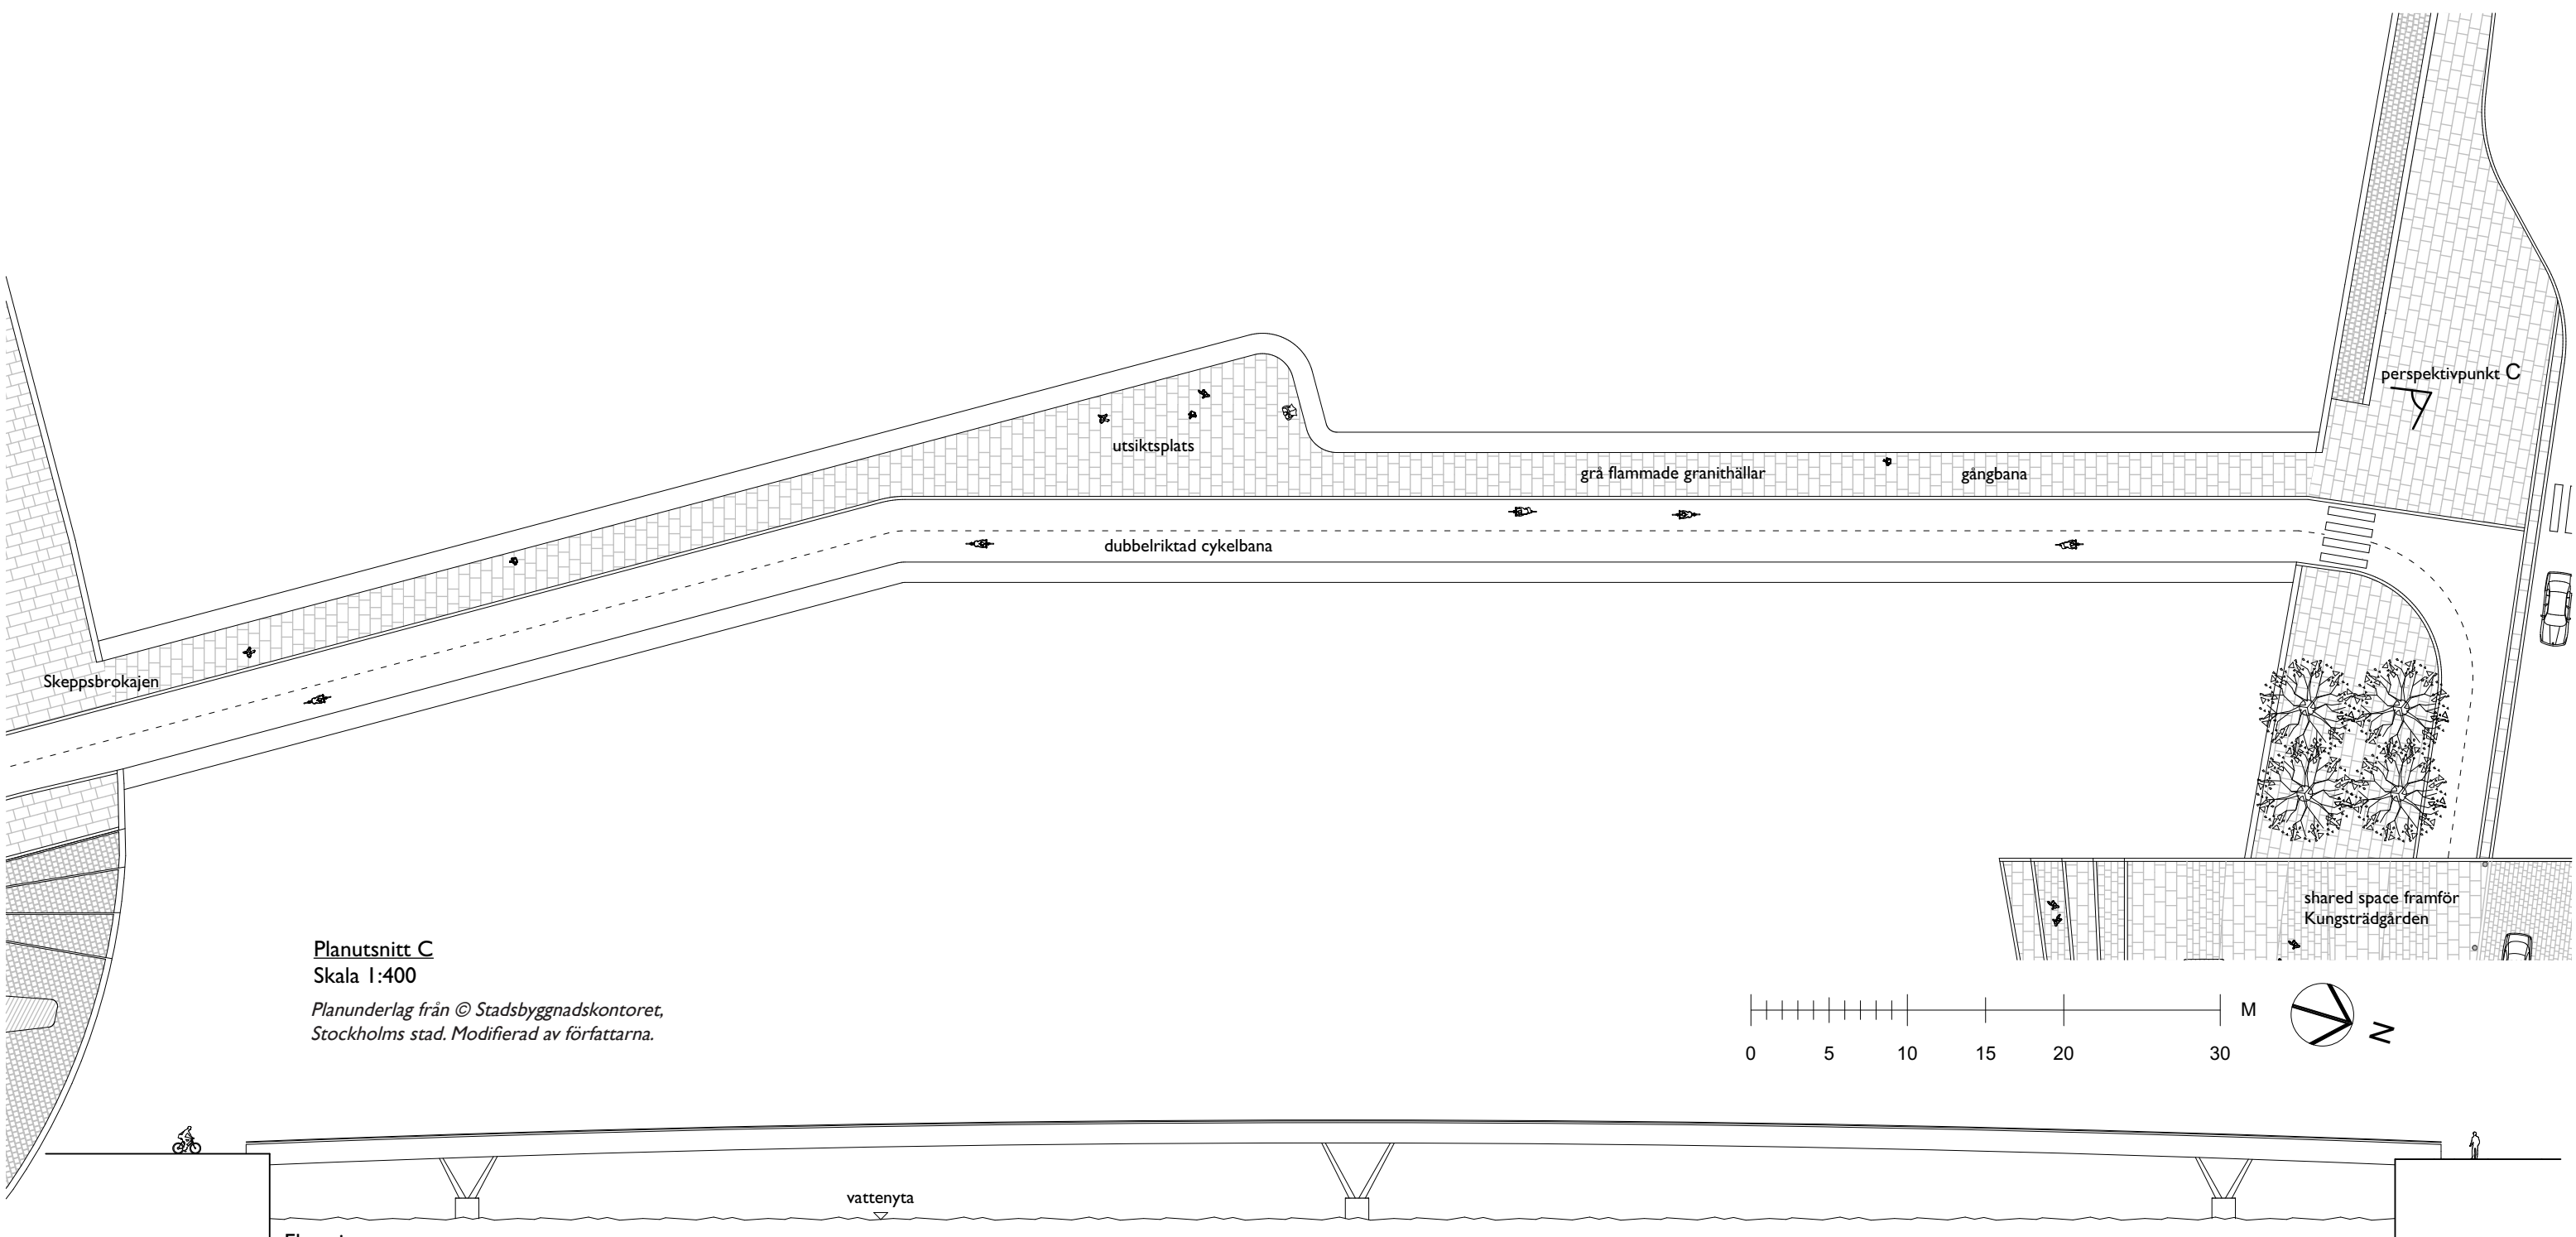 perspektivpunkt C
utsiktsplats
grå flammade granithällar
gångbana
dubbelriktad cykelbana
Skeppsbrokajen
shared space framför
Kungsträdgården
Planutsnitt C
Skala 1:400
Planunderlag från © Stadsbyggnadskontoret,
Stockholms stad. Modifierad av författarna.
M
N
0 5 10 15 20 30
vattenyta